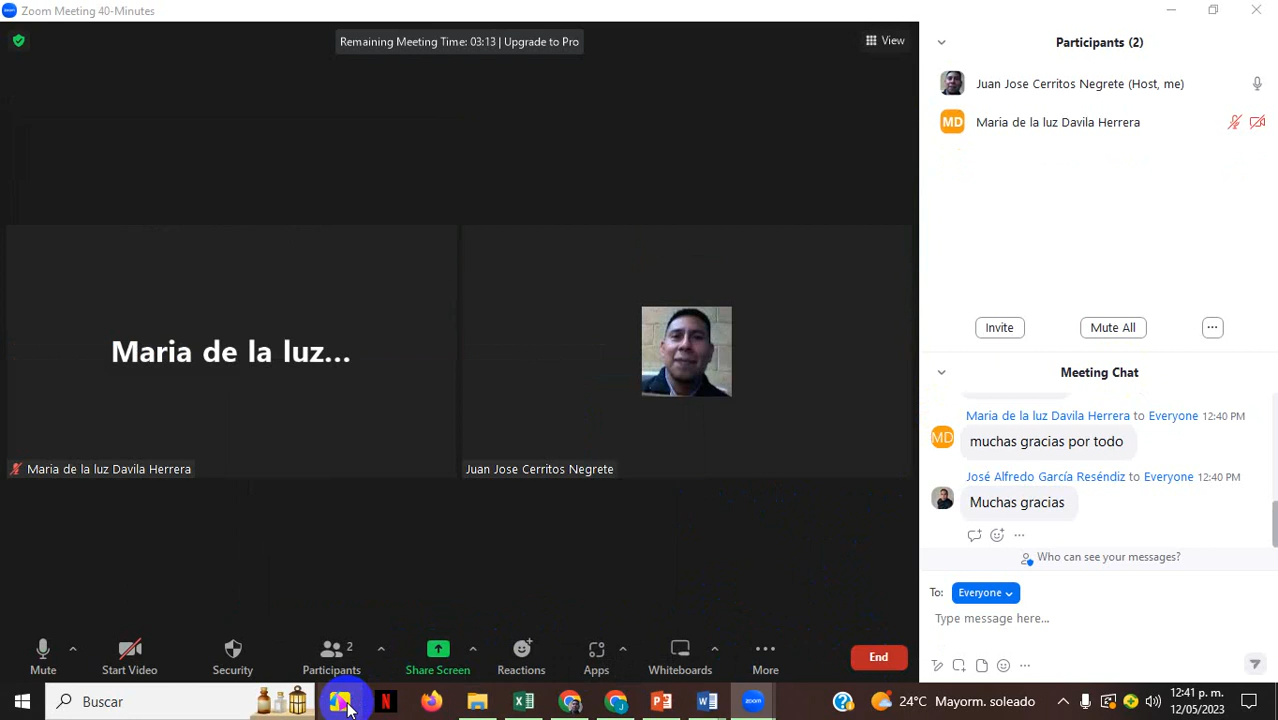 Zoom Meeting 40-Minutes
Remaining Meeting Time: 03:13 | Upgrade to Pro
View
Maria de la luz...
Maria de la luz Davila Herrera
Juan Jose Cerritos Negrete
Participants (2)
Juan Jose Cerritos Negrete (Host, me)
MD Maria de la luz Davila Herrera
Invite
Mute All
...
Meeting Chat
Maria de la luz Davila Herrera to Everyone 12:40 PM
MD muchas gracias por todo
José Alfredo García Reséndiz to Everyone 12:40 PM
Muchas gracias
Who can see your messages?
To: Everyone
Type message here...
Mute
Start Video
Security
2
Participants
Share Screen
Reactions
Apps
Whiteboards
More
End
Buscar
24°C Mayorm. soleado
12:41 p. m.
12/05/2023